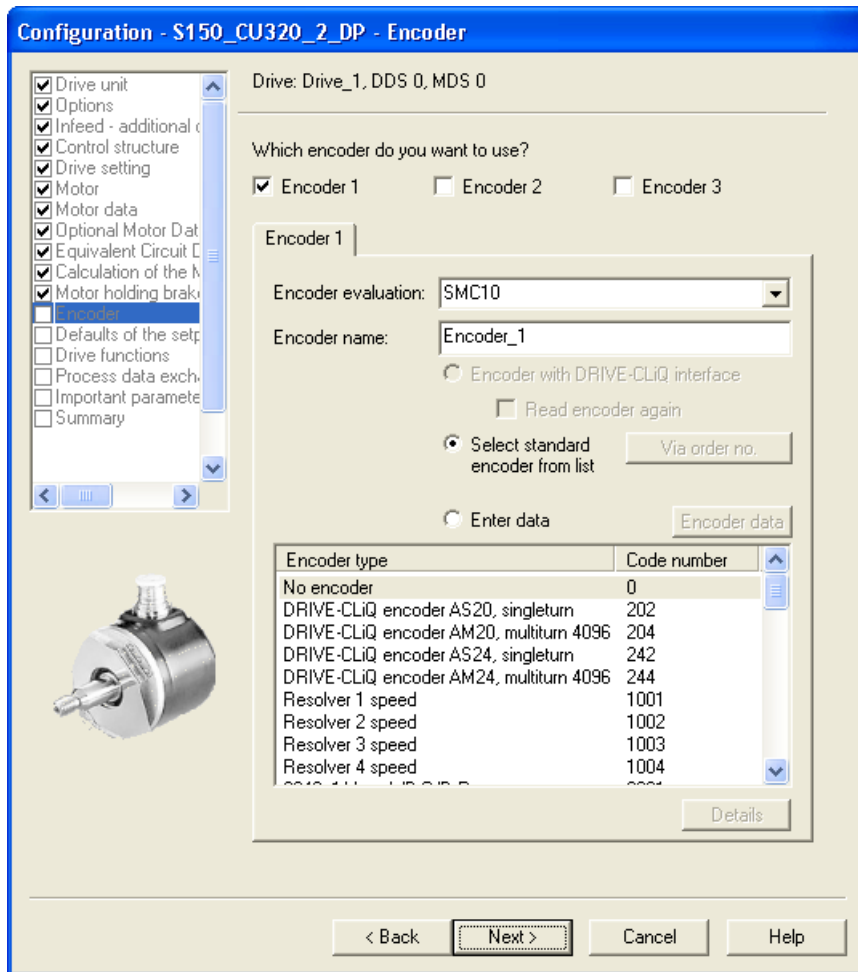 Configuration - S150_CU320_2_DP - Encoder
Drive unit
Options
Infeed - additional
Control structure
Drive setting
Motor
Motor data
Optional Motor Dat
Equivalent Circuit
Calculation of the
Motor holding brak
Encoder
Defaults of the setp
Drive functions
Process data exch
Important paramete
Summary
Drive: Drive_1, DDS 0, MDS 0
Which encoder do you want to use?
Encoder 1 Encoder 2 Encoder 3
Encoder 1
Encoder evaluation: SMC10
Encoder name: Encoder_1
Encoder with DRIVE-CLiQ interface
Read encoder again
Select standard
encoder from list
Via order no.
Enter data Encoder data
Encoder type Code number
No encoder 0
DRIVE-CLiQ encoder AS20, singleturn 202
DRIVE-CLiQ encoder AM20, multiturn 4096 204
DRIVE-CLiQ encoder AS24, singleturn 242
DRIVE-CLiQ encoder AM24, multiturn 4096 244
Resolver 1 speed 1001
Resolver 2 speed 1002
Resolver 3 speed 1003
Resolver 4 speed 1004
Details
< Back Next > Cancel Help